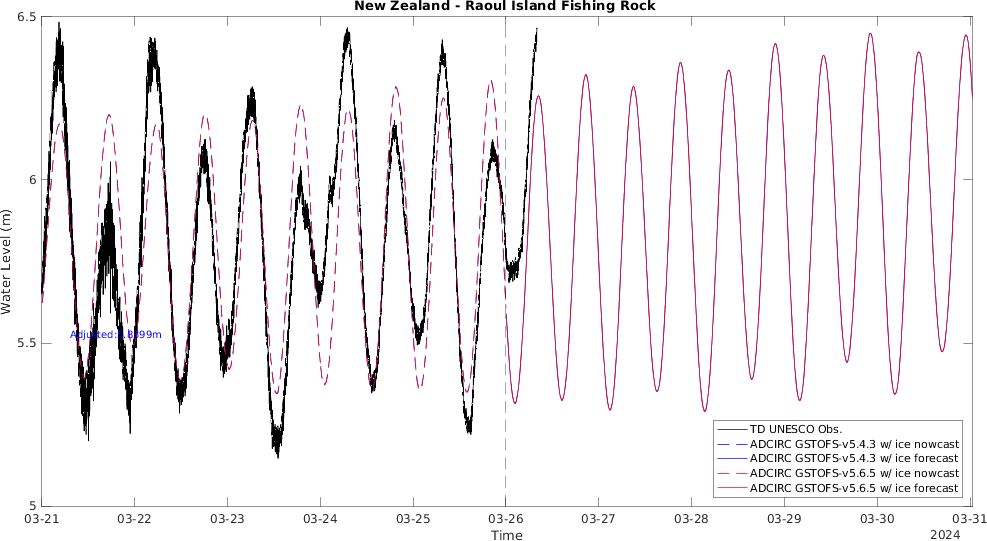 New Zealand - Raoul Island Fishing Rock
6.5
6
5.5
5
Water Level (m)
Adjusted:
8399m
TD UNESCO Obs.
ADCIRC GSTOFS-v5.4.3 w/ ice nowcast
ADCIRC GSTOFS-v5.4.3 w/ ice forecast
ADCIRC GSTOFS-v5.6.5 w/ ice nowcast
ADCIRC GSTOFS-v5.6.5 w/ ice forecast
03-21 03-22 03-23 03-24 03-25 03-26 03-27 03-28 03-29 03-30 03-31
Time
2024